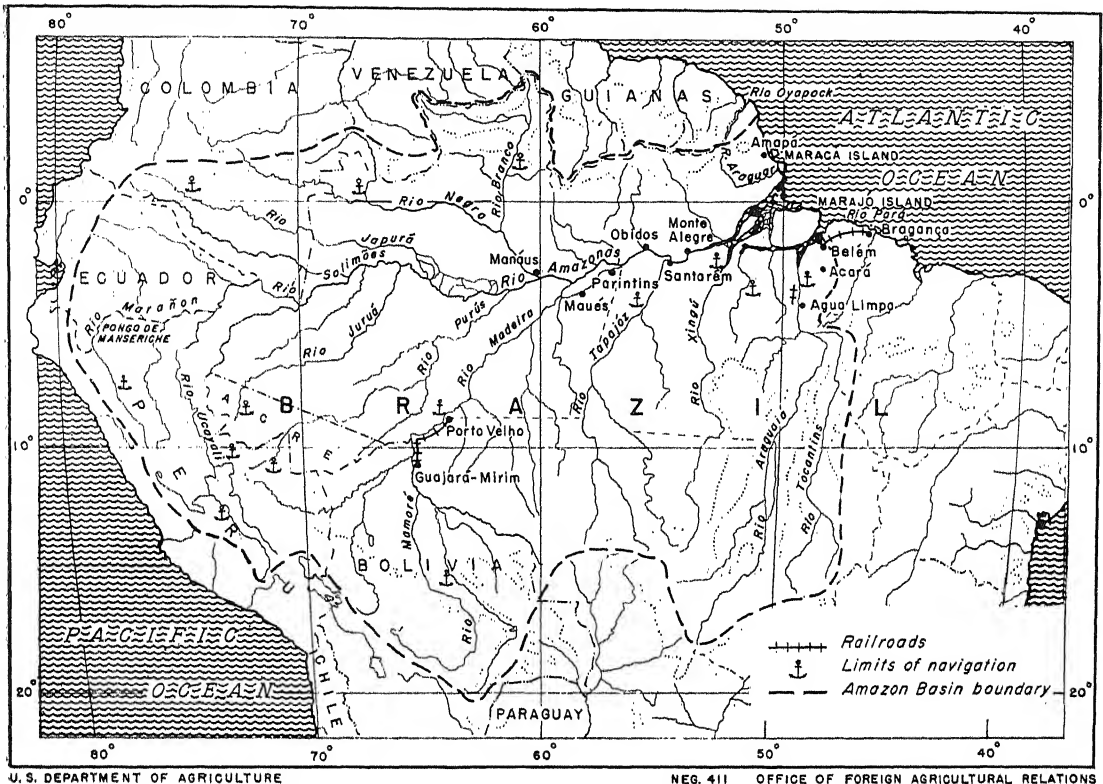 80° 70° 60° 50° 40°
COLOMBIA
VENEZUELA
GUIANAS
Rio Oyapock
ATLANTIC
OCEAN
Amapá
MARACA ISLAND
Araguari
MARAJÓ ISLAND
Rio Pará
Bragança
0°
0°
Rio Branco
Rio Negro
Rio Japurá
Rio Solimões
Manáus
Rio Amazonas
Obidos
Monte
Alegre
Santarém
Parintins
Maués
Belém
Acará
Agua Limpa
ECUADOR
Rio Marañon
PONGO DE
MANSERICHE
Rio Juruá
Rio Purús
Rio Madeira
Rio Tapajóz
Rio Xingú
Rio Araguaia
Rio Tocantins
Rio Ucayali
PERU
ACRE
BRAZIL
Porto Velho
10°
10°
Guajará-Mirim
Rio Mamoré
BOLIVIA
PACIFIC
OCEAN
CHILE
PARAGUAY
20°
20°
Railroads
Limits of navigation
Amazon Basin boundary
80° 70° 60° 50° 40°
U.S. DEPARTMENT OF AGRICULTURE
NEG. 411 OFFICE OF FOREIGN AGRICULTURAL RELATIONS